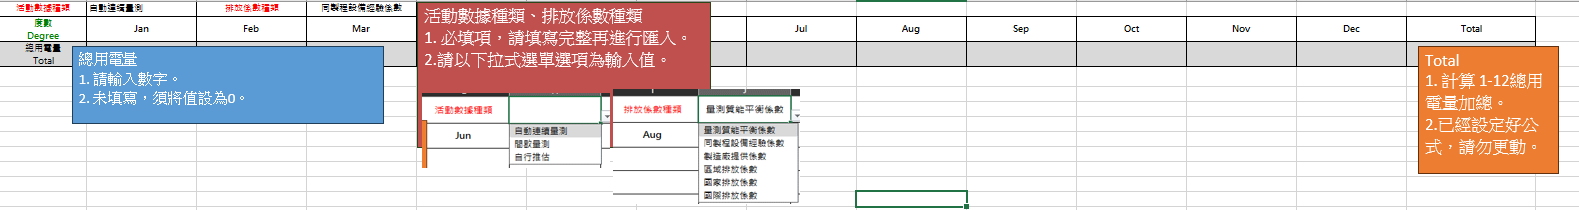 活動數據種類 自動連續量測 排放係數種類 同製程設備經驗係數
度數
Degree Jan Feb Mar Jul Aug Sep Oct Nov Dec Total
總用電量
Total
總用電量
1. 請輸入數字。
2. 未填寫，須將值設為0。
活動數據種類、排放係數種類
1. 必填項，請填寫完整再進行匯入。
2.請以下拉式選單選項為輸入值。
活動數據種類
Jun
自動連續量測
間歇量測
自行推估
排放係數種類 量測質能平衡係數
Aug
量測質能平衡係數
同製程設備經驗係數
製造廠提供係數
區域排放係數
國家排放係數
國際排放係數
Total
1. 計算 1-12總用
電量加總。
2.已經設定好公
式，請勿更動。